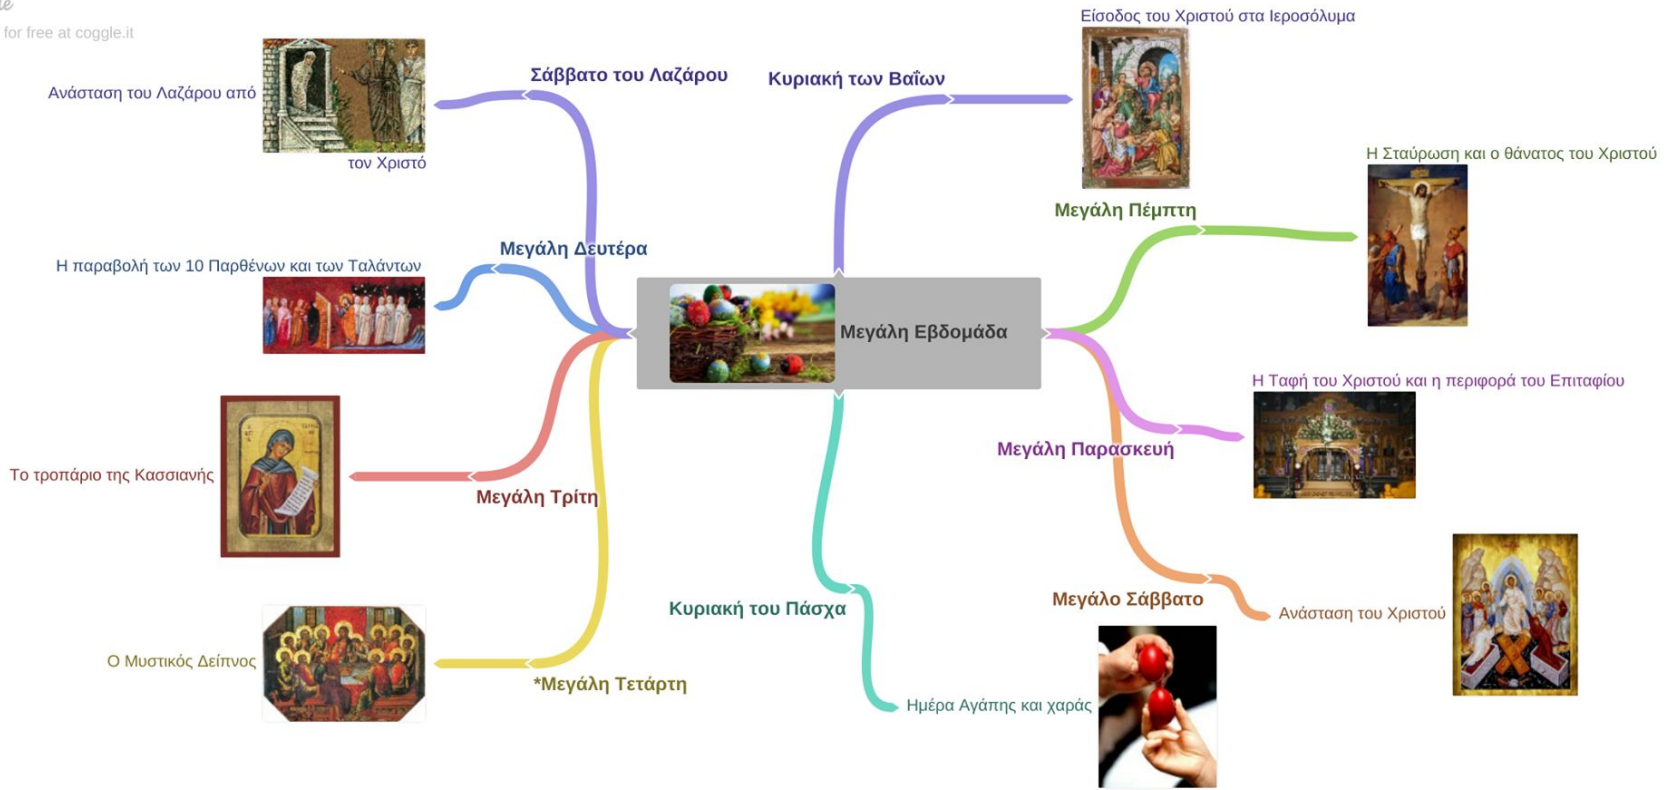 for free at coggle.it
Σάββατο του Λαζάρου
Ανάσταση του Λαζάρου από
τον Χριστό
Κυριακή των Βαΐων
Είσοδος του Χριστού στα Ιεροσόλυμα
Μεγάλη Πέμπτη
Η Σταύρωση και ο θάνατος του Χριστού
Μεγάλη Δευτέρα
Η παραβολή των 10 Παρθένων και των Ταλάντων
Μεγάλη Εβδομάδα
Μεγάλη Παρασκευή
Η Ταφή του Χριστού και η περιφορά του Επιταφίου
Το τροπάριο της Κασσιανής
Μεγάλη Τρίτη
Κυριακή του Πάσχα
Μεγάλο Σάββατο
Ανάσταση του Χριστού
Ο Μυστικός Δείπνος
*Μεγάλη Τετάρτη
Ημέρα Αγάπης και χαράς